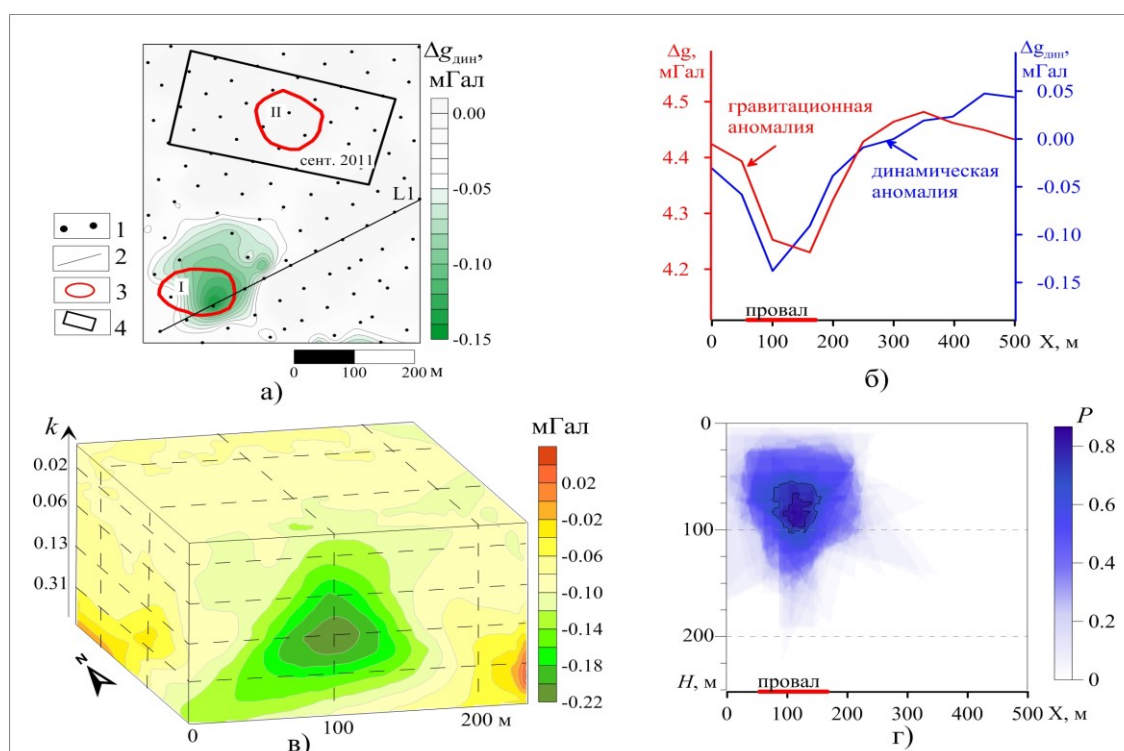 Δgдин,
мГал
0.00
-0.05
-0.10
-0.15
II
сент. 2011
L1
I
1
2
3
4
0 100 200 м
а)
Δg,
мГал
4.5
4.4
4.3
4.2
Δgдин,
мГал
0.05
0.00
-0.05
-0.10
-0.15
гравитационная
аномалия
динамическая
аномалия
провал
0 100 200 300 400 500 X, м
б)
k
0.02
0.06
0.13
0.31
N
0 100 200 м
мГал
0.02
-0.02
-0.06
-0.10
-0.14
-0.18
-0.22
в)
0
100
200
H, м
провал
0 100 200 300 400 500 X, м
P
0.8
0.6
0.4
0.2
0
г)